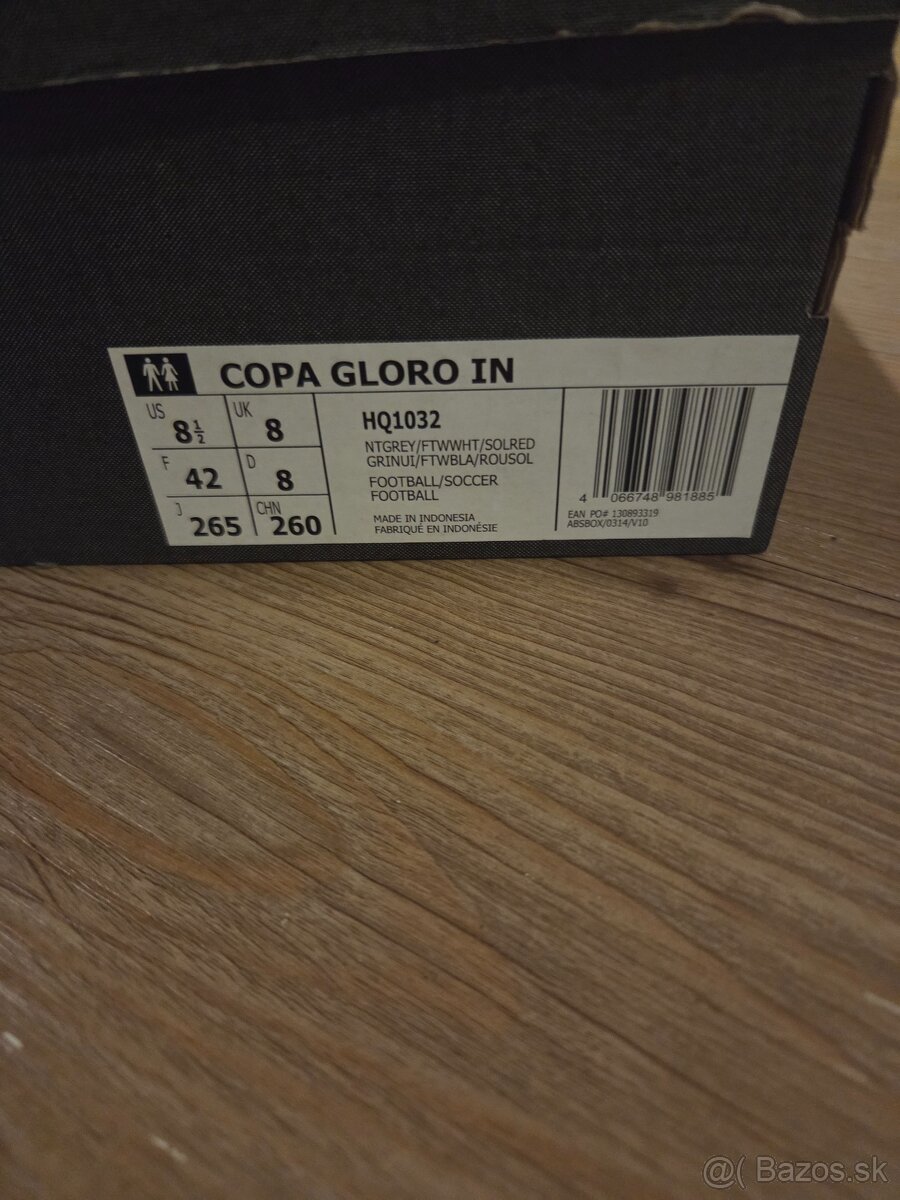 COPA GLORO IN
US 8½ UK 8
F 42 D 8
J 265 CHN 260
HQ1032
NTGREY/FTWWHT/SOLRED
GRINUI/FTWBLA/ROUSOL
FOOTBALL/SOCCER
FOOTBALL
MADE IN INDONESIA
FABRIQUÉ EN INDONÉSIE
4 066748 981885
EAN PO# 130893319
ABSBOX/0314/V10
@( Bazos.sk